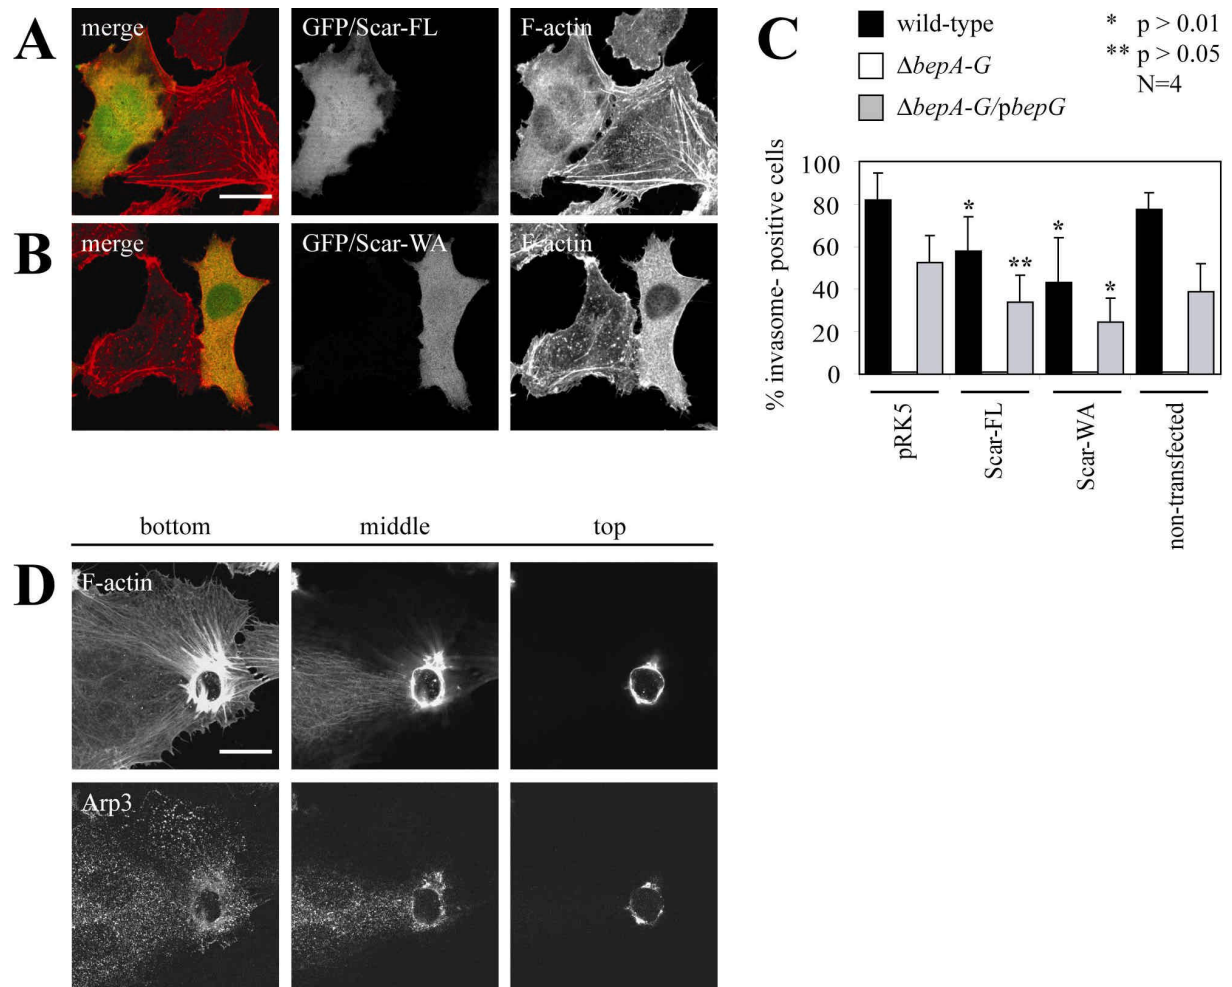 A
merge
GFP/Scar-FL
F-actin
B
merge
GFP/Scar-WA
F-actin
C
wild-type
ΔbepA-G
ΔbepA-G/pbepG
* p > 0.01
** p > 0.05
N=4
% invasome- positive cells
100
80
60
40
20
0
*
**
*
*
pRK5
Scar-FL
Scar-WA
non-transfected
bottom
middle
top
D
F-actin
Arp3